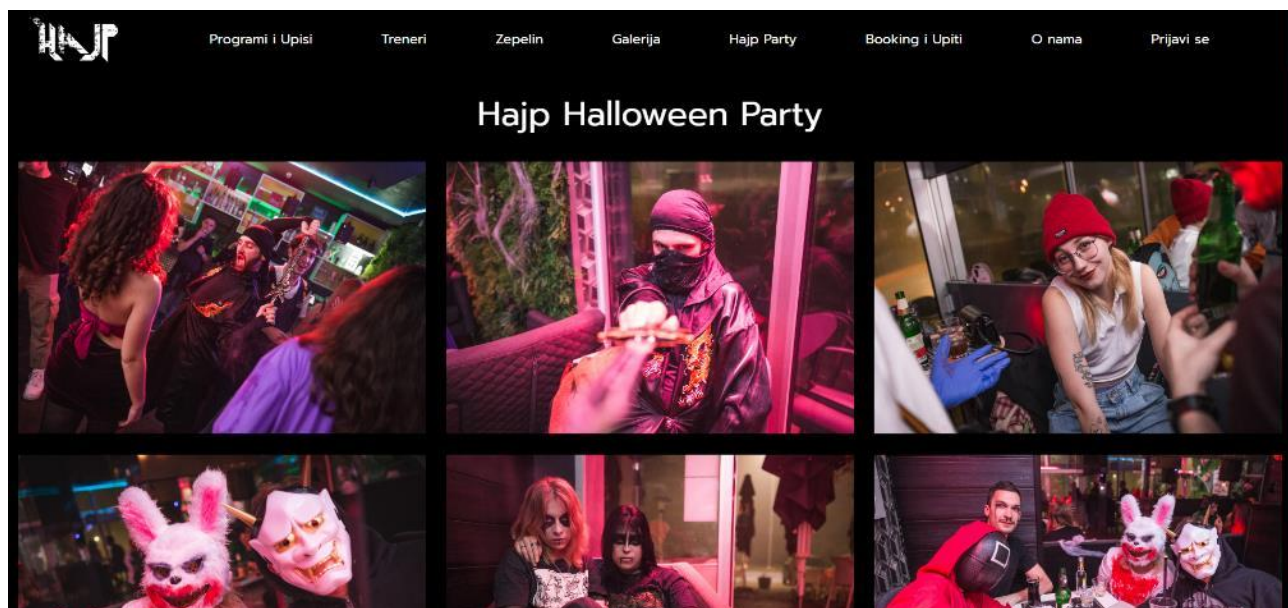 HAJP
Programi i Upisi
Treneri
Zepelin
Galerija
Hajp Party
Booking i Upiti
O nama
Prijavi se
Hajp Halloween Party